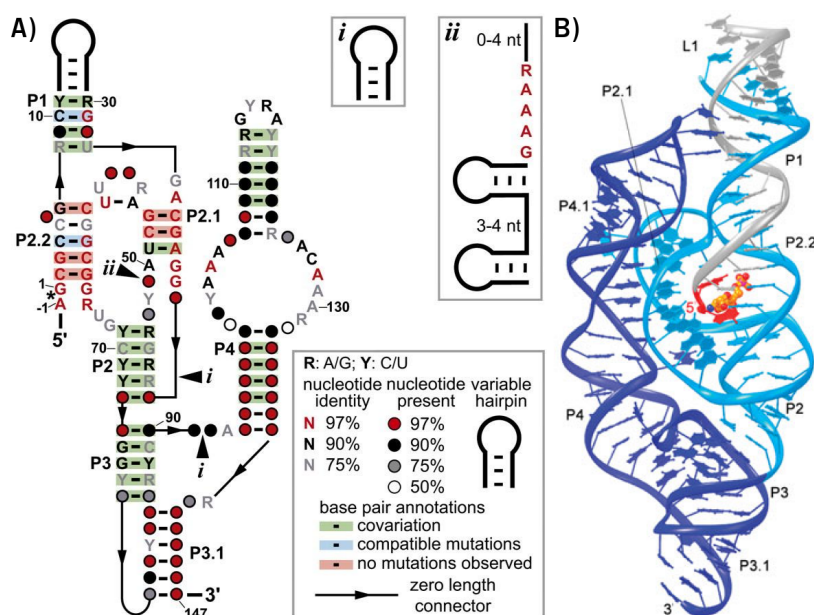 A)
B)
i
ii
0-4 nt
R
A
A
A
G
3-4 nt
P1 Y R 30
10 C G
R U
U U A R
U
G C
C G
C G
G C
C G
1 G G
* A R
-1
5'
P2.2
G
A
G C P2.1
C G
U A
A G
50 G
ii
Y
U G Y R
70 C G
Y R
P2 Y R
i
90
G C
P3 G Y
Y R
i
A
R
Y
P3.1
3'
147
G Y R A
R Y
R Y
110
R
A A
A C
A A
Y A
R 130
P4
R: A/G; Y: C/U
nucleotide identity
N 97%
N 90%
N 75%
nucleotide present
97%
90%
75%
50%
variable hairpin
base pair annotations
covariation
compatible mutations
no mutations observed
zero length connector
L1
P2.1
P1
P4.1
P2.2
5'
P2
P4
P3
P3.1
3'